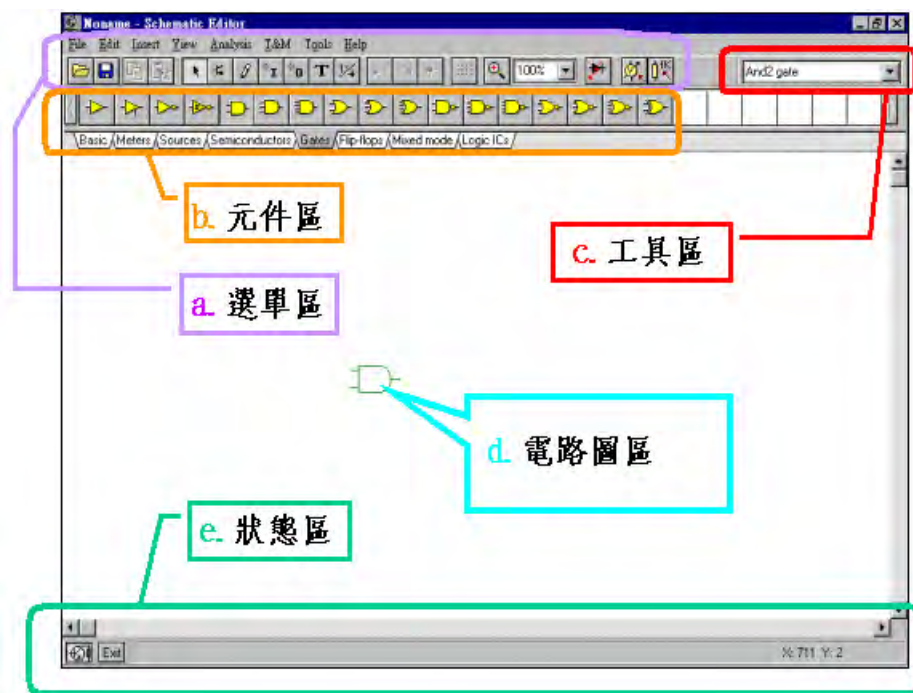 Noname - Schematic Editor
File Edit Insert View Analysis T&M Tools Help
T 100% And2 gate
Basic Meters Sources Semiconductors Gates Flip-flops Mixed mode Logic ICs
b. 元件區
c. 工具區
a. 選單區
d. 電路圖區
e. 狀態區
Exit X: 711 Y: 2